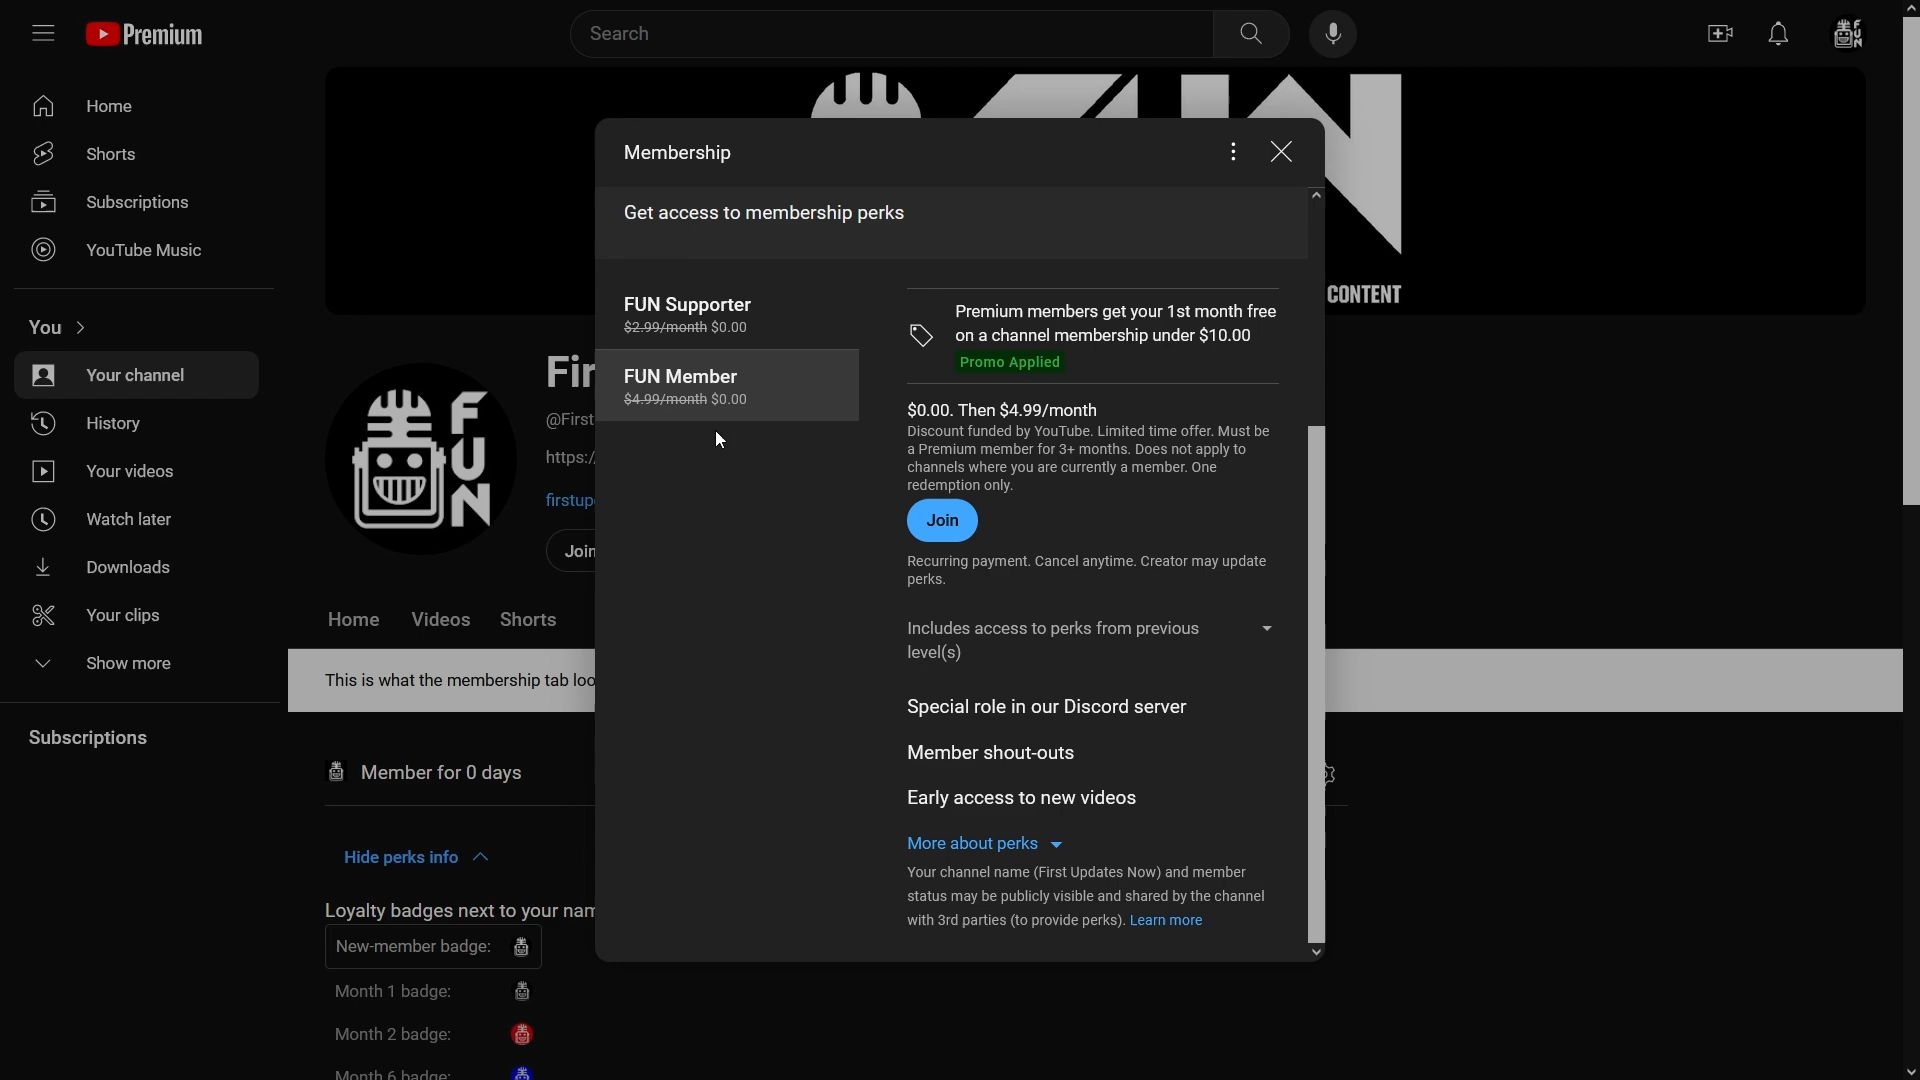 Premium
Search
FUN
Home
Shorts
Subscriptions
YouTube Music
You
Your channel
History
Your videos
Watch later
Downloads
Your clips
Show more
Subscriptions
CONTENT
FUN
@First
https:/
firstup
Join
Home Videos Shorts
This is what the membership tab loo
Member for 0 days
Hide perks info
Loyalty badges next to your nam
New-member badge:
Month 1 badge:
Month 2 badge:
Month 6 badge:
Membership
Get access to membership perks
FUN Supporter
$2.99/month $0.00
FUN Member
$4.99/month $0.00
Premium members get your 1st month free
on a channel membership under $10.00
Promo Applied
$0.00. Then $4.99/month
Discount funded by YouTube. Limited time offer. Must be
a Premium member for 3+ months. Does not apply to
channels where you are currently a member. One
redemption only.
Join
Recurring payment. Cancel anytime. Creator may update
perks.
Includes access to perks from previous
level(s)
Special role in our Discord server
Member shout-outs
Early access to new videos
More about perks
Your channel name (First Updates Now) and member
status may be publicly visible and shared by the channel
with 3rd parties (to provide perks). Learn more